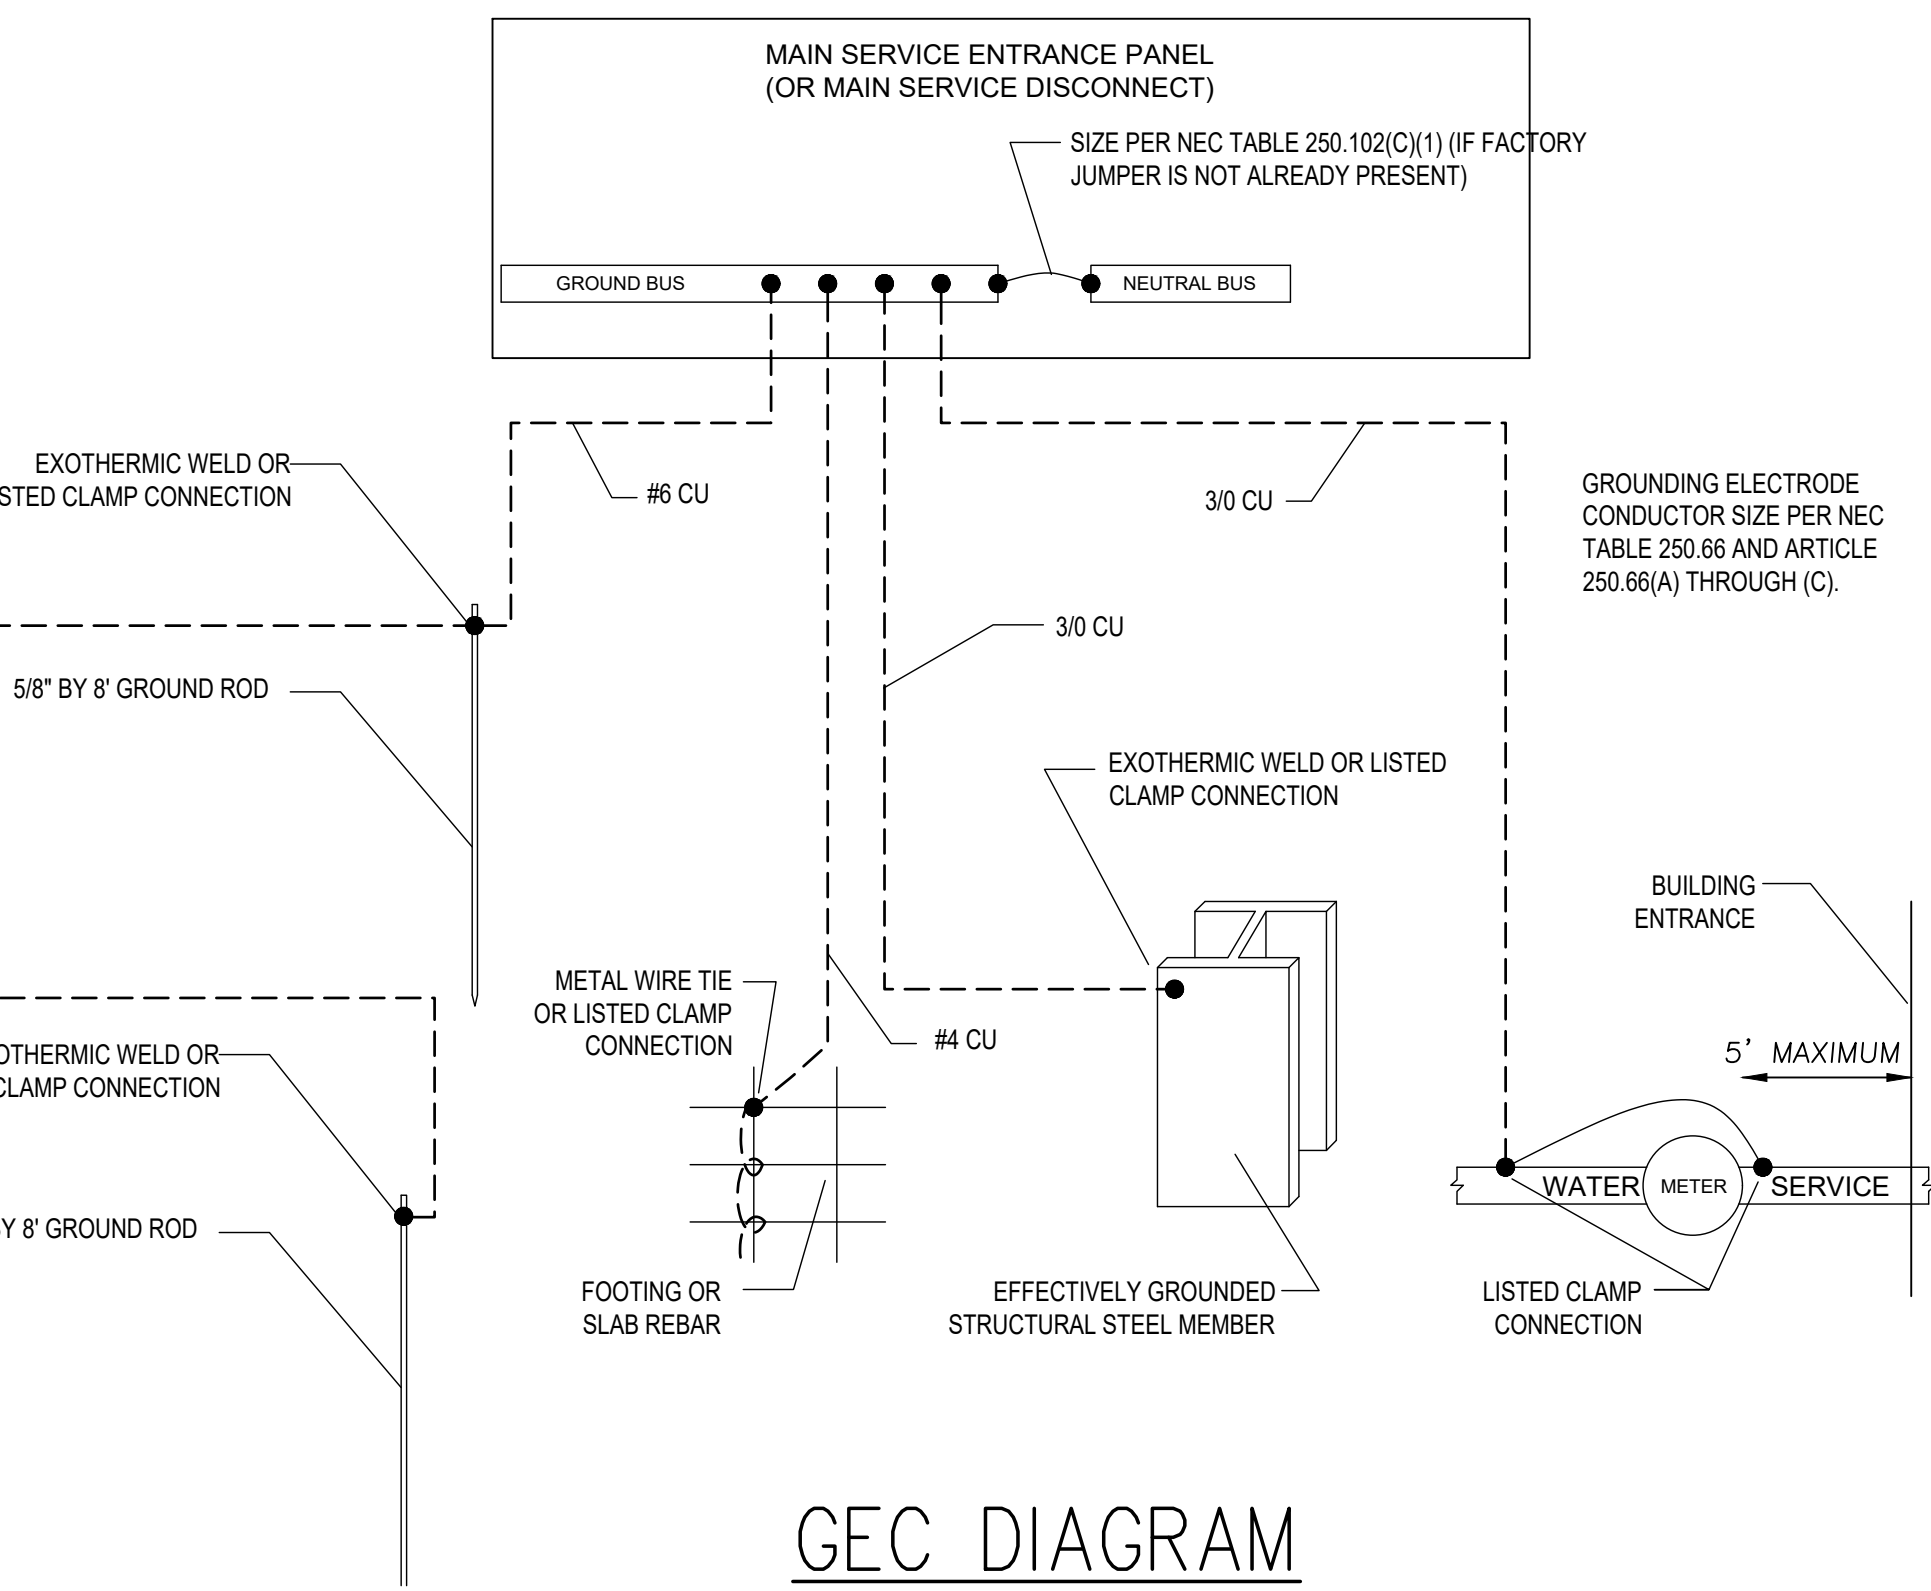 MAIN SERVICE ENTRANCE PANEL
(OR MAIN SERVICE DISCONNECT)
SIZE PER NEC TABLE 250.102(C)(1) (IF FACTORY
JUMPER IS NOT ALREADY PRESENT)
GROUND BUS
NEUTRAL BUS
EXOTHERMIC WELD OR
CLAMP CONNECTION
#6 CU
3/0 CU
GROUNDING ELECTRODE
CONDUCTOR SIZE PER NEC
TABLE 250.66 AND ARTICLE
250.66(A) THROUGH (C).
3/0 CU
5/8" BY 8' GROUND ROD
EXOTHERMIC WELD OR LISTED
CLAMP CONNECTION
BUILDING
ENTRANCE
METAL WIRE TIE
OR LISTED CLAMP
CONNECTION
#4 CU
5' MAXIMUM
WELD OR
CLAMP CONNECTION
WATER
METER
SERVICE
8' GROUND ROD
FOOTING OR
SLAB REBAR
EFFECTIVELY GROUNDED
STRUCTURAL STEEL MEMBER
LISTED CLAMP
CONNECTION
GEC DIAGRAM